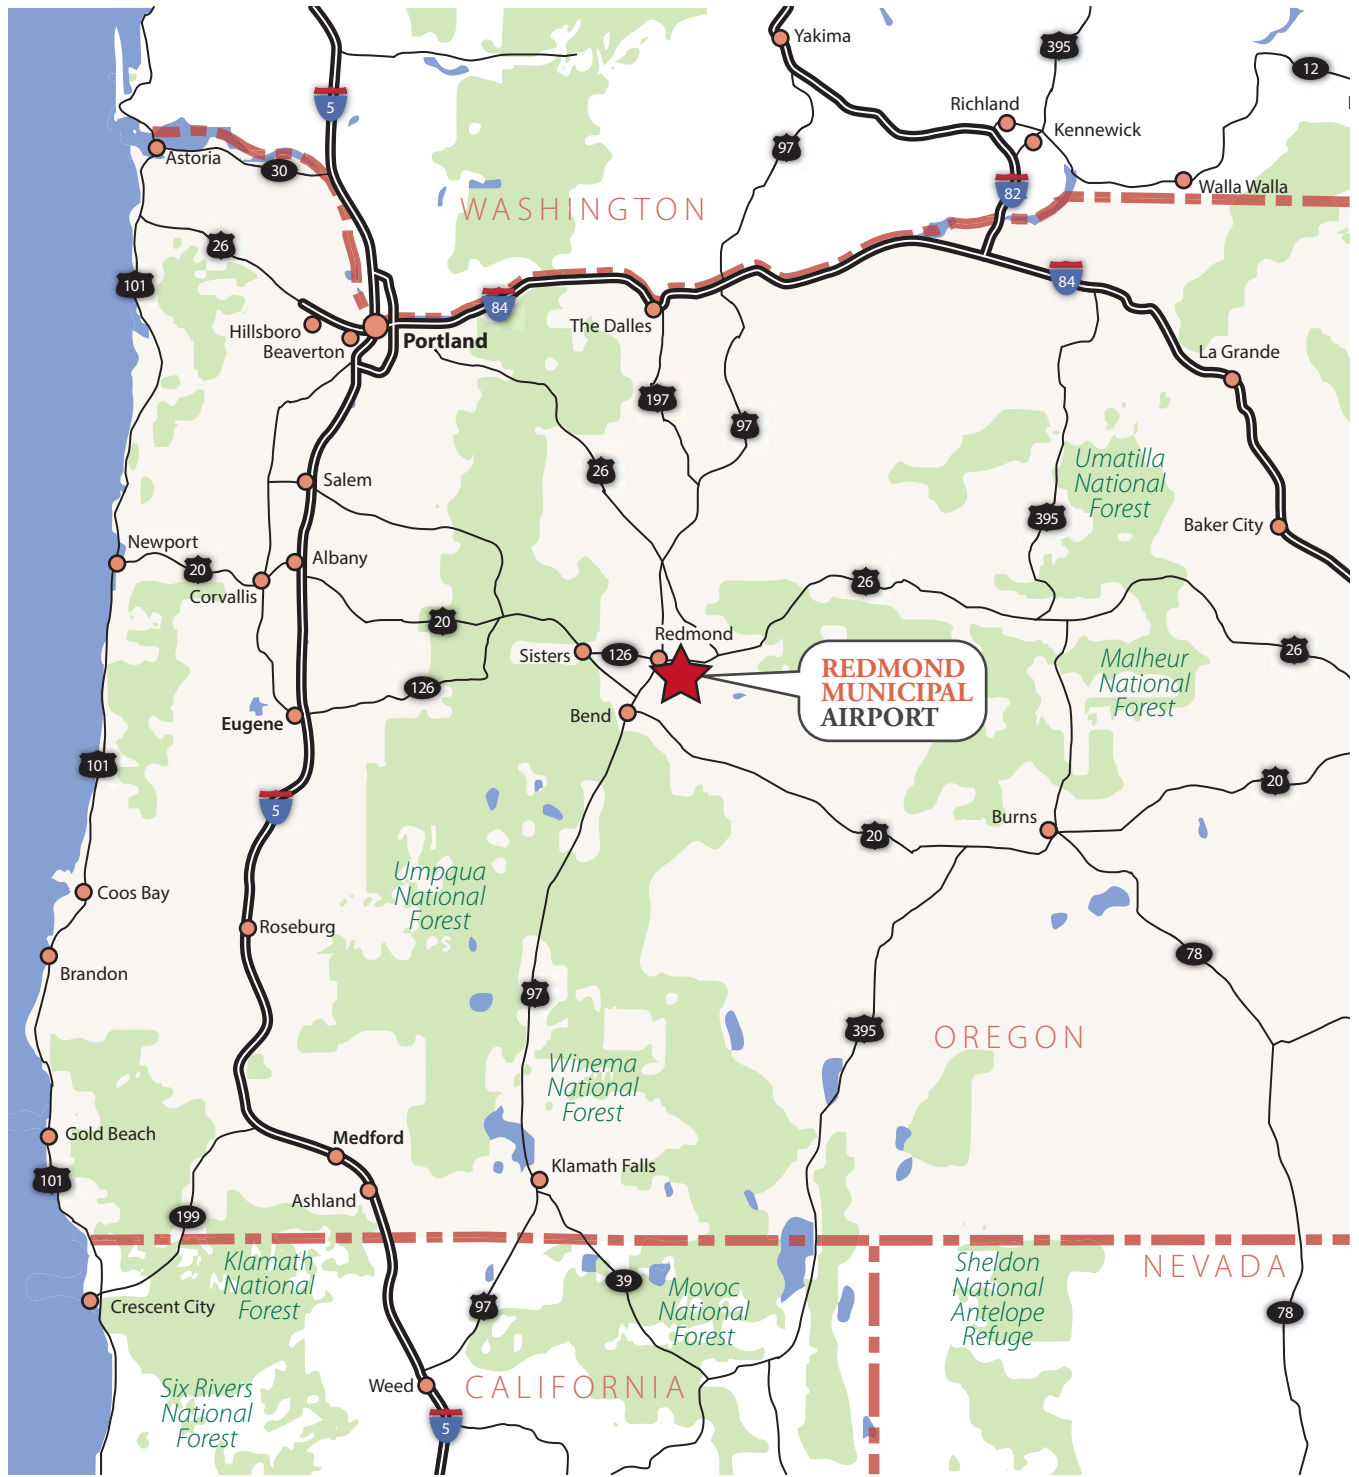 Yakima
395
12
5
Richland
Kennewick
97
Astoria
30
82
Walla Walla
WASHINGTON
26
101
84
84
Hillsboro
Beaverton
Portland
The Dalles
La Grande
197
97
26
Umatilla
National
Forest
Salem
395
Baker City
Newport
20
Albany
Corvallis
26
20
Redmond
Sisters
126
26
126
REDMOND
MUNICIPAL
AIRPORT
Malheur
National
Forest
Eugene
Bend
101
5
20
Burns
20
Umpqua
National
Forest
Coos Bay
Roseburg
Brandon
78
97
395
OREGON
Winema
National
Forest
Gold Beach
Medford
Klamath Falls
101
Ashland
199
Klamath
National
Forest
Sheldon
National
Antelope
Refuge
NEVADA
39
Movoc
National
Forest
Crescent City
97
78
Weed
CALIFORNIA
Six Rivers
National
Forest
5